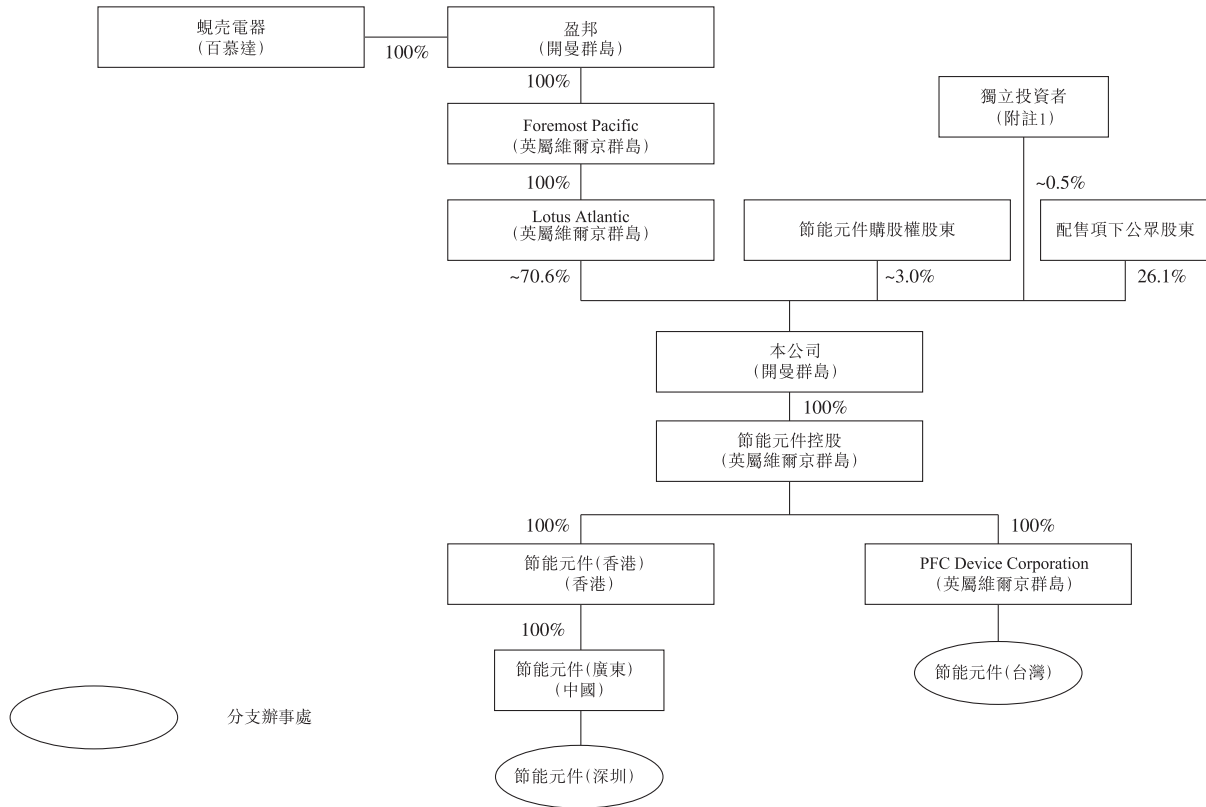 蜆壳電器
(百慕達)
100%
盈邦
(開曼群島)
100%
Foremost Pacific
(英屬維爾京群島)
100%
Lotus Atlantic
(英屬維爾京群島)
~70.6%
節能元件購股權股東
~3.0%
獨立投資者
(附註1)
~0.5%
配售項下公眾股東
26.1%
本公司
(開曼群島)
100%
節能元件控股
(英屬維爾京群島)
100%
節能元件(香港)
(香港)
100%
節能元件(廣東)
(中國)
節能元件(深圳)
100%
PFC Device Corporation
(英屬維爾京群島)
節能元件(台灣)
分支辦事處